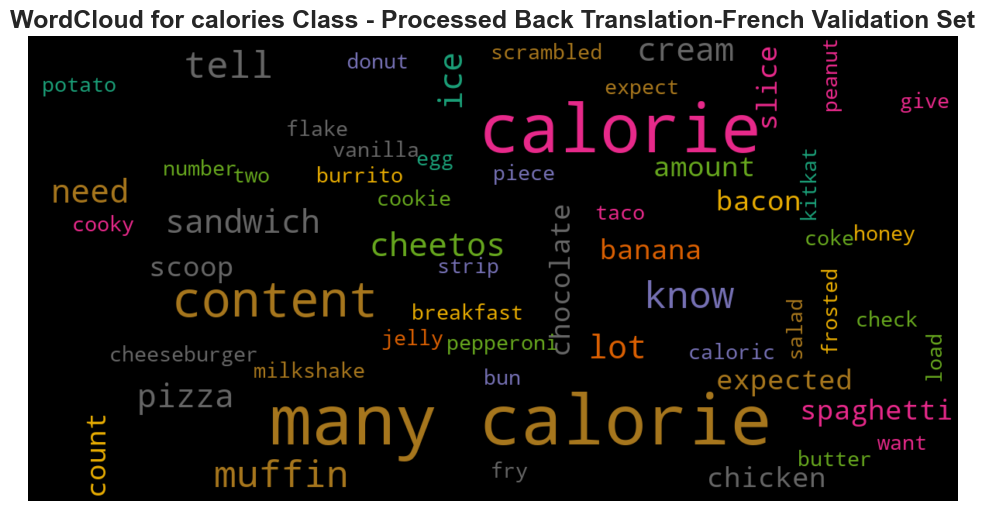 WordCloud for calories Class - Processed Back Translation-French Validation Set
tell
donut
ice
scrambled
cream
slice
peanut
potato
expect
give
calorie
flake
vanilla
egg
number
two
burrito
piece
amount
kitkat
need
cookie
bacon
cooky
sandwich
taco
cheetos
chocolate
banana
coke
honey
scoop
strip
content
know
breakfast
salad
frosted
check
jelly
pepperoni
lot
caloric
load
cheeseburger
milkshake
bun
expected
pizza
many calorie
spaghetti
count
want
muffin
fry
chicken
butter